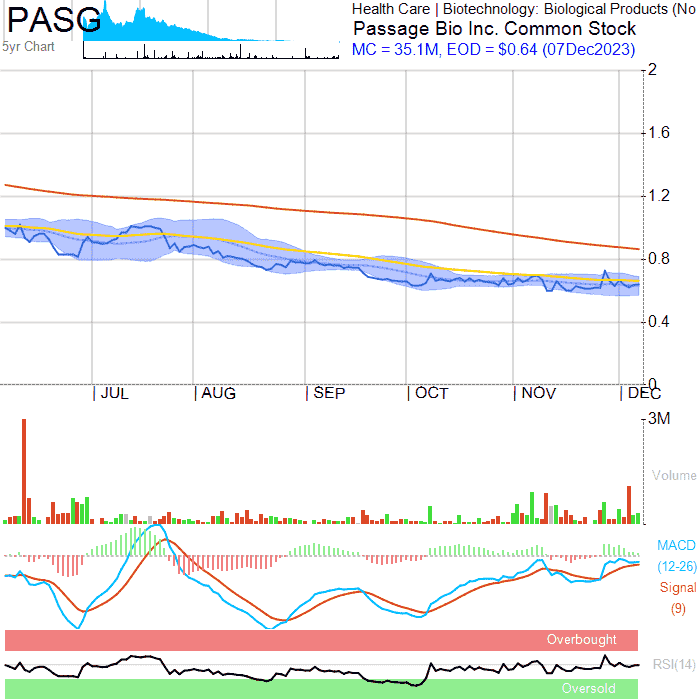 PASG
5yr Chart
Health Care | Biotechnology: Biological Products (No
Passage Bio Inc. Common Stock
MC = 35.1M, EOD = $0.64 (07Dec2023)
2
1.6
1.2
0.8
0.4
0
JUL AUG SEP OCT NOV DEC
3M
Volume
MACD
(12-26)
Signal
(9)
Overbought
RSI(14)
Oversold